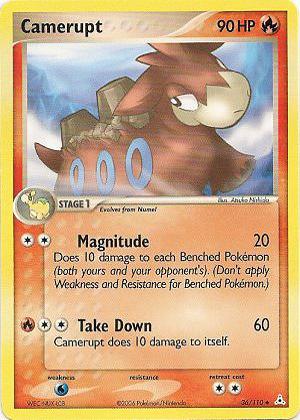 Camerupt 90 HP
Illus. Atsuko Nishida
STAGE 1
Evolves from Numel
Magnitude 20
Does 10 damage to each Benched Pokémon
(both yours and your opponent's). (Don't apply
Weakness and Resistance for Benched Pokémon.)
Take Down 60
Camerupt does 10 damage to itself.
weakness resistance retreat cost
©2006 Pokémon/Nintendo 36/110